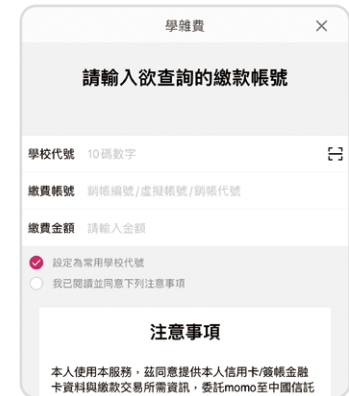 學雜費
請輸入欲查詢的繳款帳號
學校代號 10碼數字
繳費帳號 銷帳編號/虛擬帳號/銷帳代號
繳費金額 請輸入金額
設定為常用學校代號
我已閱讀並同意下列注意事項
注意事項
本人使用本服務，茲同意提供本人信用卡/簽帳金融
卡資料與繳款交易所需資訊，委託momo至中國信託